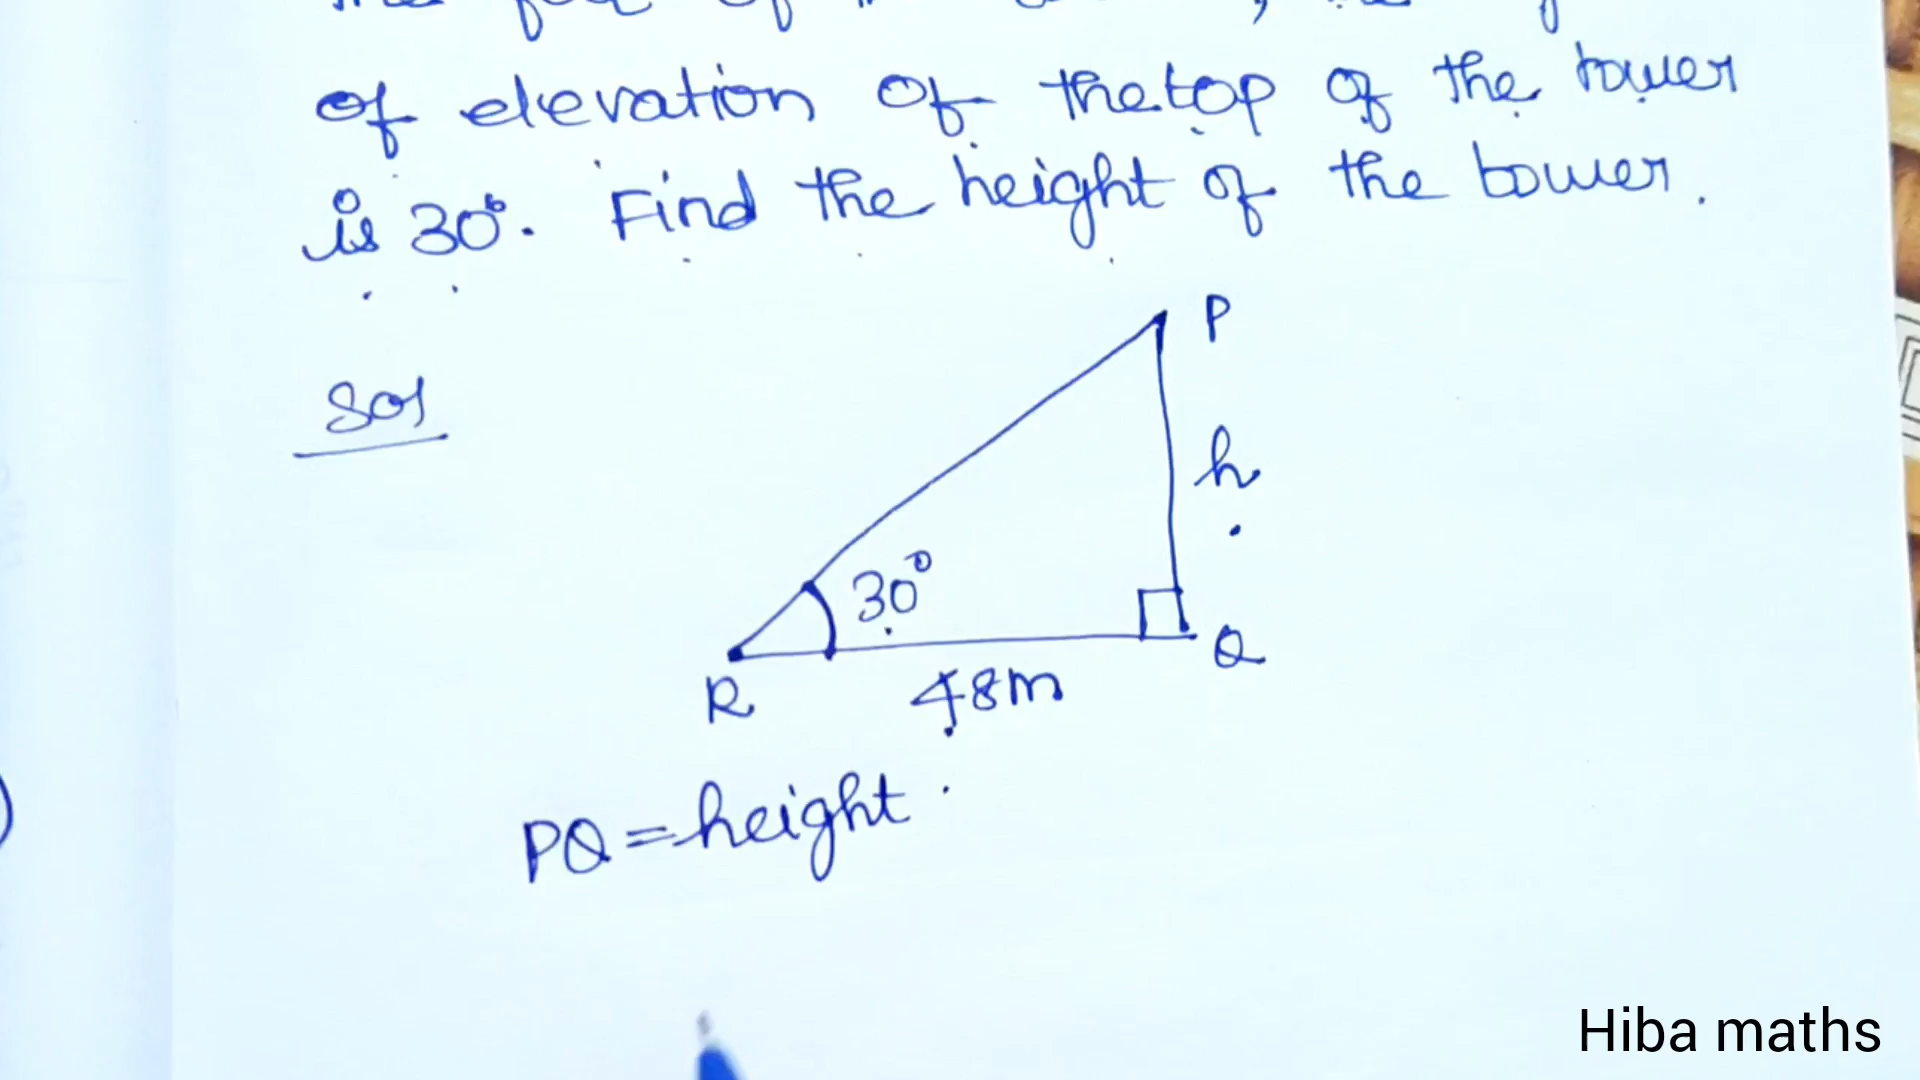 of elevation of the top of the tower
is 30°. Find the height of the tower.
Sol
P
h
30°
Q
R
48m
PQ = height
Hiba maths